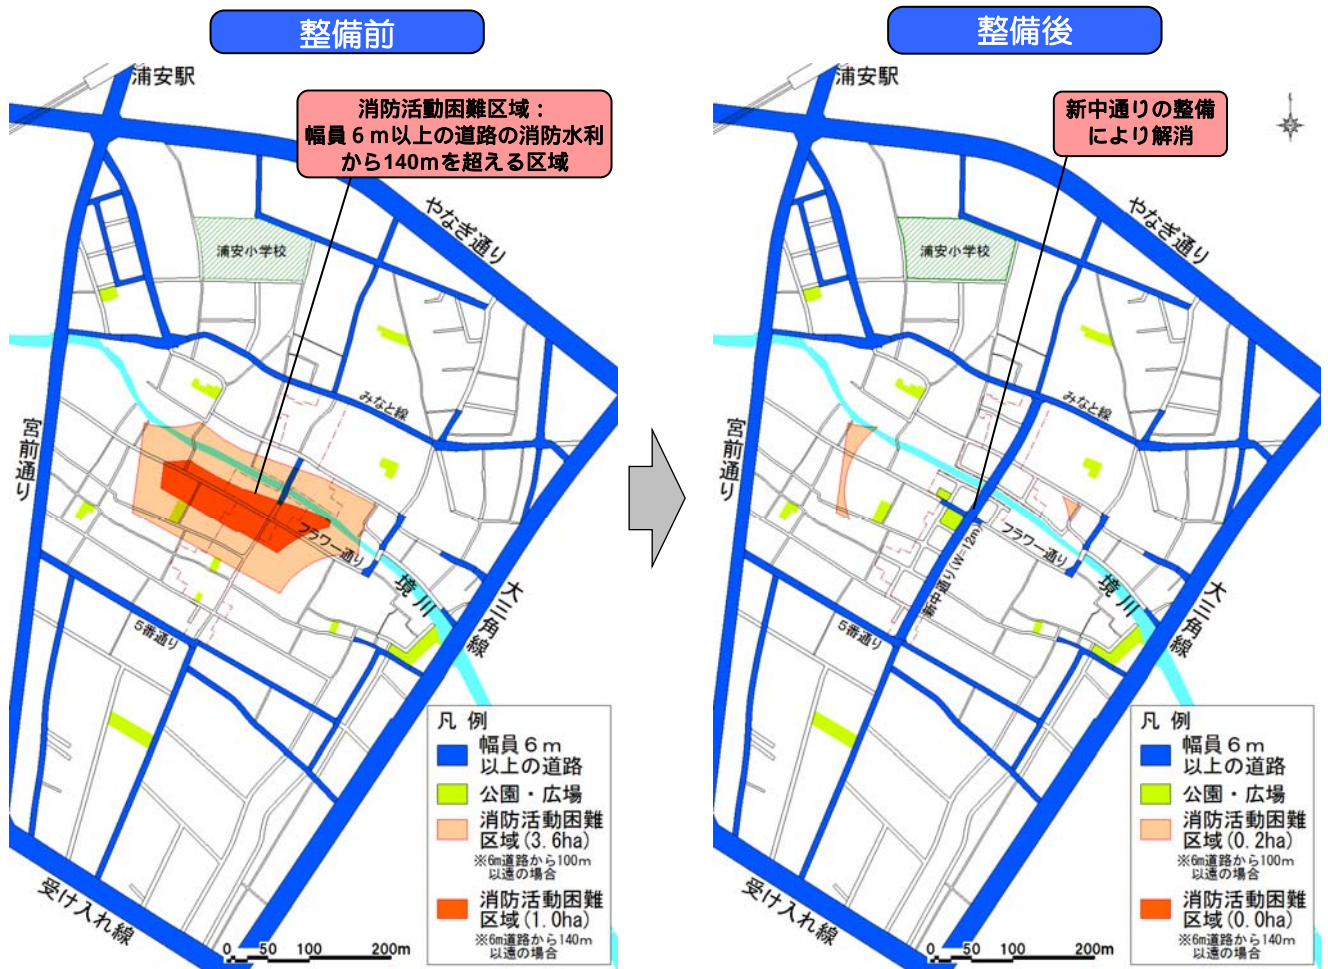 整備前
浦安駅
消防活動困難区域：
幅員６ｍ以上の道路の消防水利
から140ｍを超える区域
やなぎ通り
浦安小学校
みなと線
宮前通り
フラワー通り
境川
大三角線
5番通り
受け入れ線
凡 例
幅員６ｍ
以上の道路
公園・広場
消防活動困難
区域(3.6ha)
※6m道路から100m
以遠の場合
消防活動困難
区域(1.0ha)
※6m道路から140m
以遠の場合
0 50 100 200m
整備後
浦安駅
新中通りの整備
により解消
やなぎ通り
浦安小学校
みなと線
宮前通り
フラワー通り
新中通り(W=12m)
境川
大三角線
5番通り
受け入れ線
凡 例
幅員６ｍ
以上の道路
公園・広場
消防活動困難
区域(0.2ha)
※6m道路から100m
以遠の場合
消防活動困難
区域(0.0ha)
※6m道路から140m
以遠の場合
0 50 100 200m